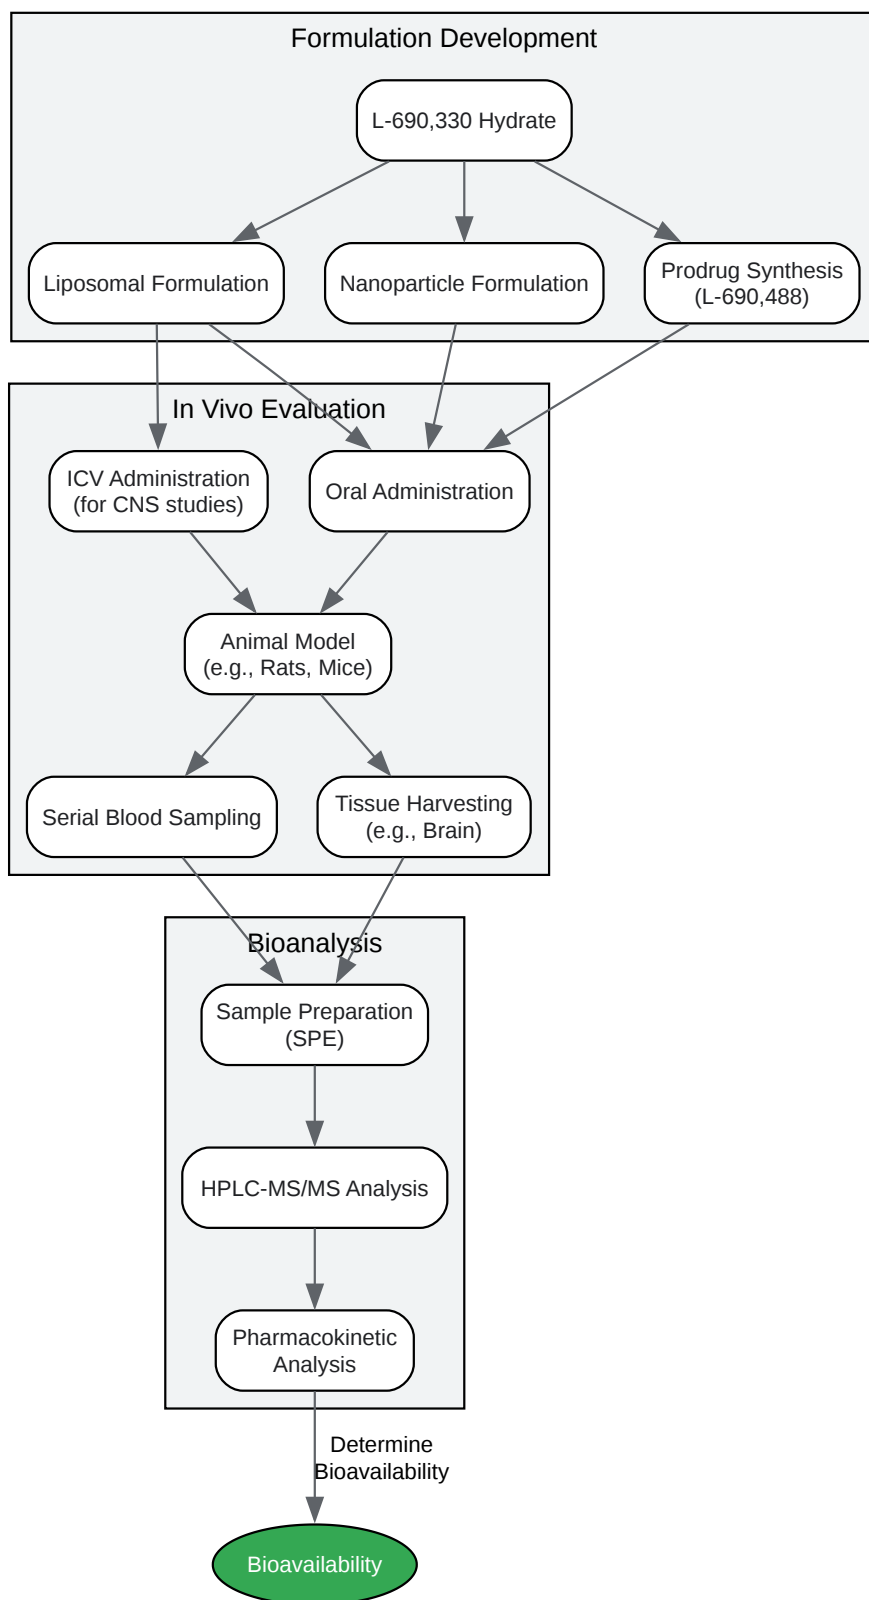 Formulation Development
L-690,330 Hydrate
Liposomal Formulation
Nanoparticle Formulation
Prodrug Synthesis
(L-690,488)
In Vivo Evaluation
ICV Administration
(for CNS studies)
Oral Administration
Animal Model
(e.g., Rats, Mice)
Serial Blood Sampling
Tissue Harvesting
(e.g., Brain)
Bioanalysis
Sample Preparation
(SPE)
HPLC-MS/MS Analysis
Pharmacokinetic
Analysis
Determine
Bioavailability
Bioavailability